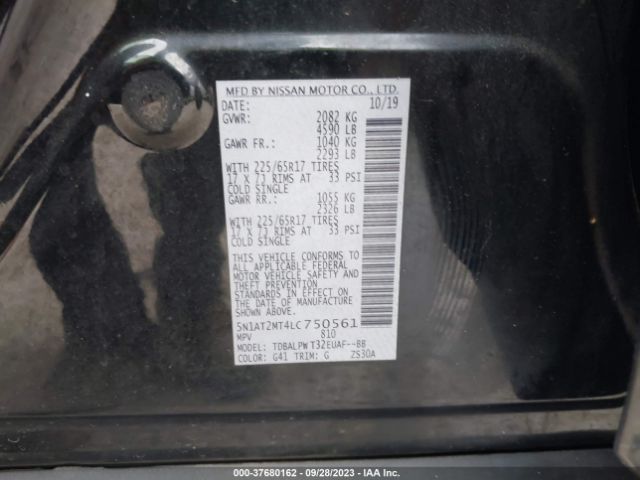 MFD BY NISSAN MOTOR CO., LTD.
DATE: 10/19
GVWR: 2082 KG
4590 LB
GAWR FR.: 1040 KG
2293 LB
WITH 225/65R17 TIRES
17 X 7J RIMS AT 33 PSI
COLD SINGLE
GAWR RR.: 1055 KG
2326 LB
WITH 225/65R17 TIRES
17 X 7J RIMS AT 33 PSI
COLD SINGLE
THIS VEHICLE CONFORMS TO
ALL APPLICABLE FEDERAL
MOTOR VEHICLE SAFETY AND
THEFT PREVENTION
STANDARDS IN EFFECT ON
THE DATE OF MANUFACTURE
SHOWN ABOVE.
5N1AT2MT4LC750561
MPV 810
MODEL: TDBALPW T32EUAF--BB
COLOR: G41 TRIM: G ZS30A
000-37680162 • 09/28/2023 • IAA Inc.